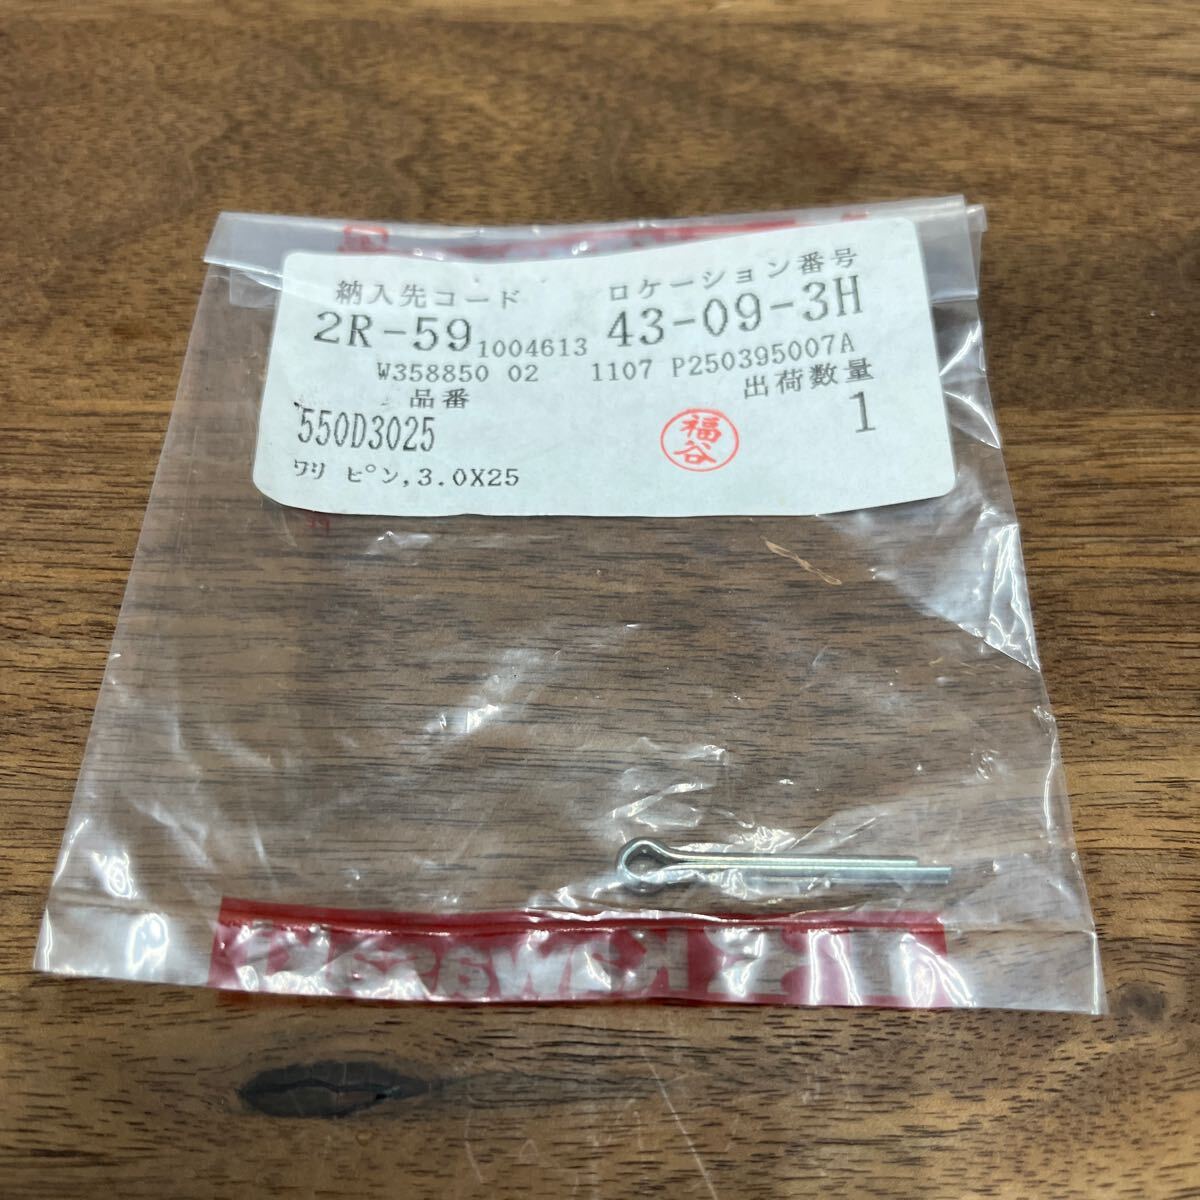 納入先コード ロケーション番号
2R-59 1004613 43-09-3H
W358850 02 1107 P250395007A
品番 出荷数量
550D3025 1
福谷
ワリ ピン,3.0X25
Kawasaki